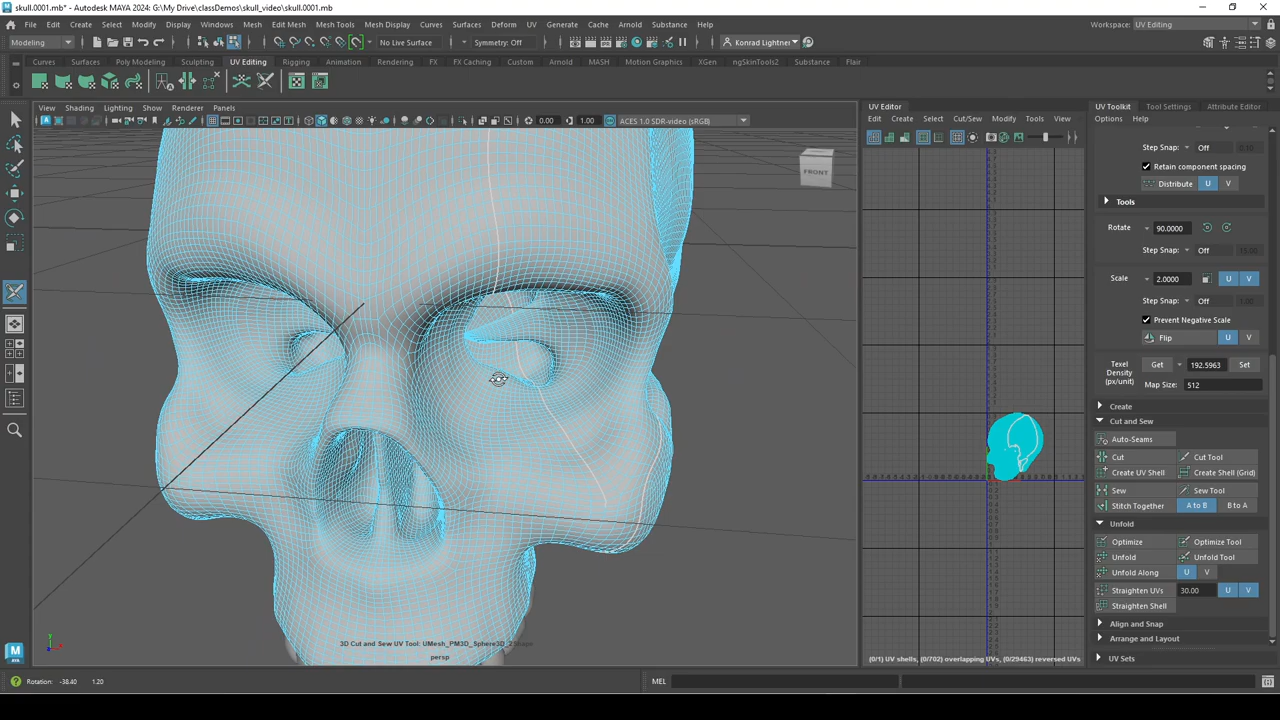 skull.0001.mb* - Autodesk MAYA 2024: G:\My Drive\classDemos\skull_video\skull.0001.mb
File Edit Create Select Modify Display Windows Mesh Edit Mesh Mesh Tools Mesh Display Curves Surfaces Deform UV Generate Cache Arnold Substance Help
Workspace: UV Editing
Modeling No Live Surface Symmetry: Off Konrad Lightner
Curves Surfaces Poly Modeling Sculpting UV Editing Rigging Animation Rendering FX FX Caching Custom Arnold MASH Motion Graphics XGen ngSkinTools2 Substance Flair
View Shading Lighting Show Renderer Panels
0.00 1.00 ACES 1.0 SDR-video (sRGB)
FRONT
3D Cut and Sew UV Tool: UMesh_PM3D_Sphere3D_2
persp
UV Editor
Edit Create Select Cut/Sew Modify Tools View
(0/1) UV shells, (0/702) overlapping UVs, (0/29463) reversed UVs
UV Toolkit Tool Settings Attribute Editor
Options Help
Step Snap: Off 0.10
Retain component spacing
Distribute U V
Tools
Rotate 90.0000
Step Snap: Off 15.00
Scale 2.0000 U V
Step Snap: Off 1.00
Prevent Negative Scale
Flip U V
Texel Density (px/unit) Get 192.5963 Set
Map Size: 512
Create
Cut and Sew
Auto-Seams
Cut Cut Tool
Create UV Shell Create Shell (Grid)
Sew Sew Tool
Stitch Together A to B B to A
Unfold
Optimize Optimize Tool
Unfold Unfold Tool
Unfold Along U V
Straighten UVs 30.00 U V
Straighten Shell
Align and Snap
Arrange and Layout
UV Sets
Rotation: -38.40 1.20
MEL